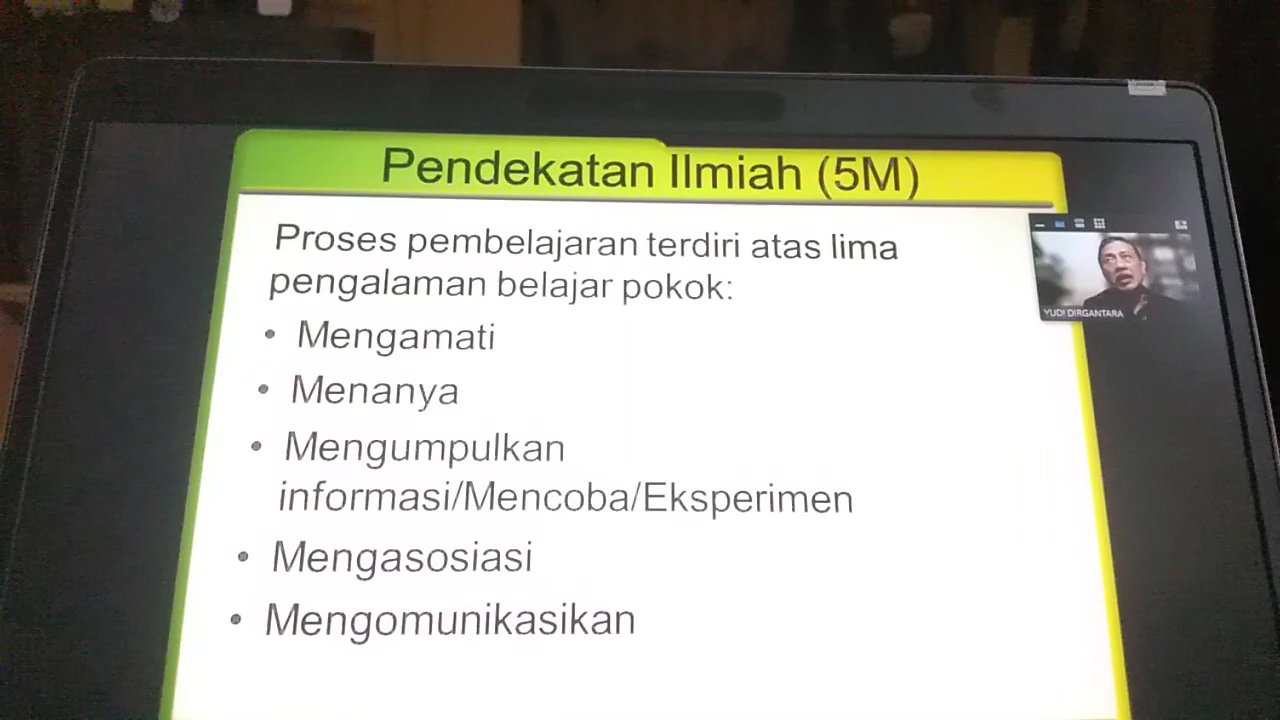 Pendekatan Ilmiah (5M)
Proses pembelajaran terdiri atas lima
pengalaman belajar pokok:
• Mengamati
• Menanya
• Mengumpulkan
informasi/Mencoba/Eksperimen
• Mengasosiasi
• Mengomunikasikan
YUDI DIRGANTARA